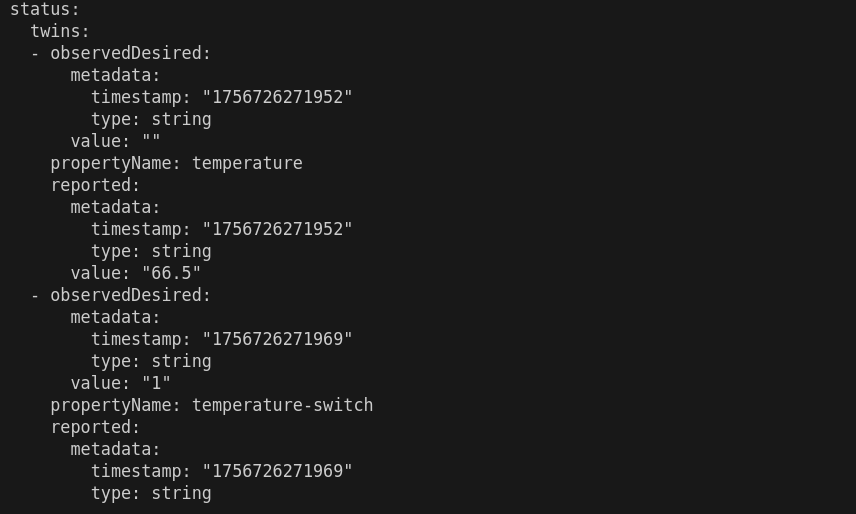 status:
  twins:
  - observedDesired:
      metadata:
        timestamp: "1756726271952"
        type: string
      value: ""
    propertyName: temperature
    reported:
      metadata:
        timestamp: "1756726271952"
        type: string
      value: "66.5"
  - observedDesired:
      metadata:
        timestamp: "1756726271969"
        type: string
      value: "1"
    propertyName: temperature-switch
    reported:
      metadata:
        timestamp: "1756726271969"
        type: string